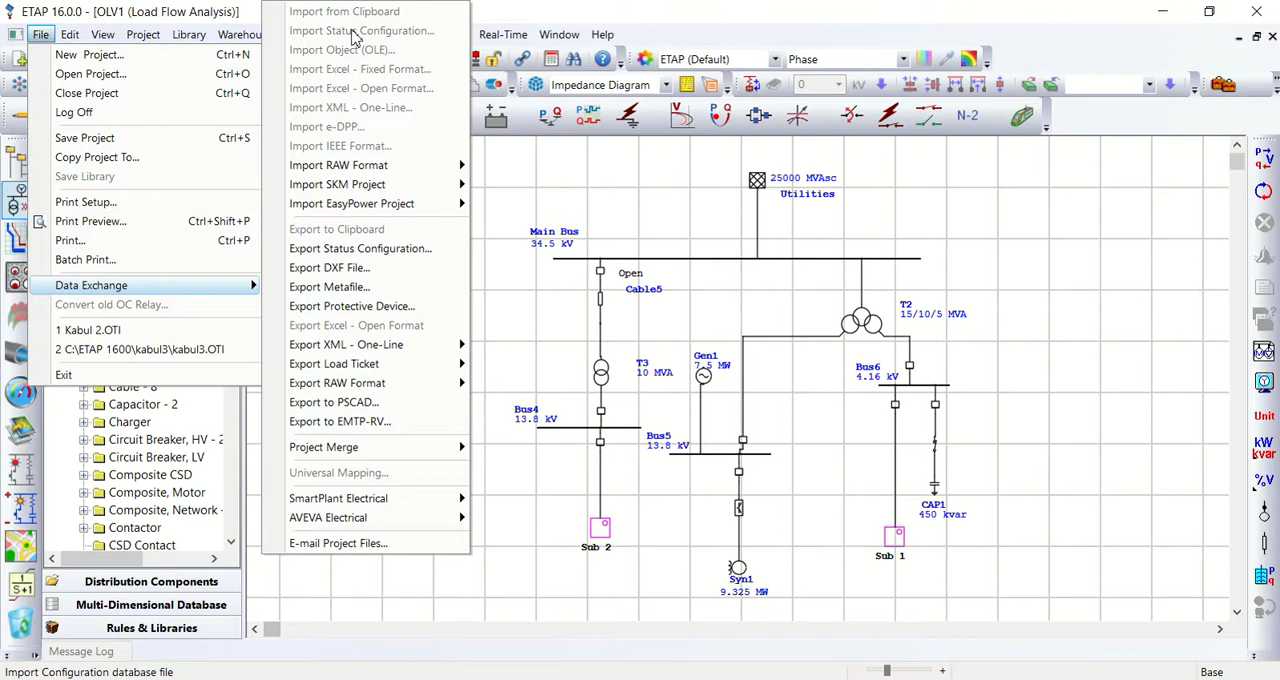 ETAP 16.0.0 - [OLV1 (Load Flow Analysis)]
File Edit View Project Library Warehou
Real-Time Window Help
New Project... Ctrl+N
Open Project... Ctrl+O
Close Project Ctrl+Q
Log Off
Save Project Ctrl+S
Copy Project To...
Save Library
Print Setup...
Print Preview... Ctrl+Shift+P
Print... Ctrl+P
Batch Print...
Data Exchange
Convert old OC Relay...
1 Kabul 2.OTI
2 C:\ETAP 1600\kabul3\kabul3.OTI
Exit
Import from Clipboard
Import Status Configuration...
Import Object (OLE)...
Import Excel - Fixed Format...
Import Excel - Open Format...
Import XML - One-Line...
Import e-DPP...
Import IEEE Format...
Import RAW Format
Import SKM Project
Import EasyPower Project
Export to Clipboard
Export Status Configuration...
Export DXF File...
Export Metafile...
Export Protective Device...
Export Excel - Open Format
Export XML - One-Line
Export Load Ticket
Export RAW Format
Export to PSCAD...
Export to EMTP-RV...
Project Merge
Universal Mapping...
SmartPlant Electrical
AVEVA Electrical
E-mail Project Files...
ETAP (Default)
Phase
Impedance Diagram
0
kV
N-2
25000 MVAsc
Utilities
Main Bus
34.5 kV
Open
Cable5
T2
15/10/5 MVA
T3
10 MVA
Gen1
7.5 MW
Bus6
4.16 kV
Bus4
13.8 kV
Bus5
13.8 kV
CAP1
450 kvar
Sub 2
Sub 1
Syn1
9.325 MW
Cable - 8
Capacitor - 2
Charger
Circuit Breaker, HV - 2
Circuit Breaker, LV
Composite CSD
Composite, Motor
Composite, Network -
Contactor
CSD Contact
Distribution Components
Multi-Dimensional Database
Rules & Libraries
Message Log
Import Configuration database file
Base
Unit
kW
kvar
%V
1
S+1